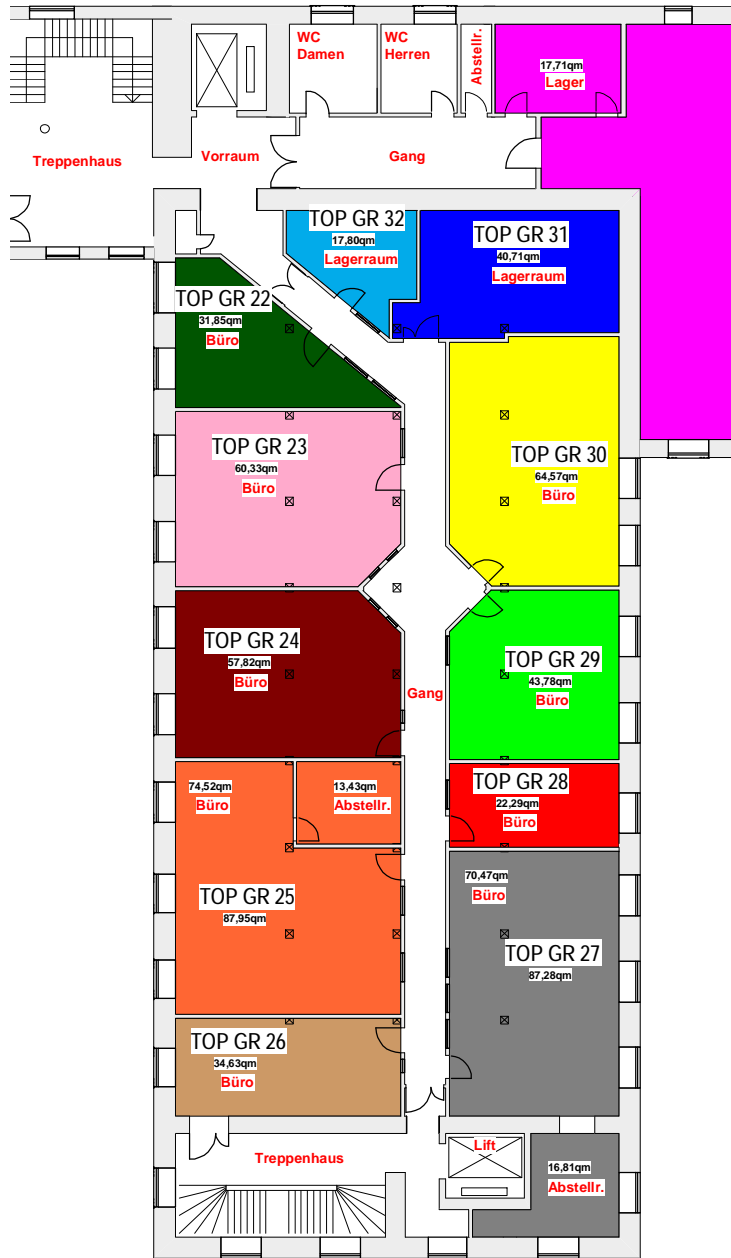 WC
Damen
WC
Herren
Abstellr.
17,71qm
Lager
Treppenhaus
Vorraum
Gang
TOP GR 32
17,80qm
Lagerraum
TOP GR 31
40,71qm
Lagerraum
TOP GR 22
31,85qm
Büro
TOP GR 23
60,33qm
Büro
TOP GR 30
64,57qm
Büro
TOP GR 24
57,82qm
Büro
TOP GR 29
43,78qm
Büro
Gang
74,52qm
Büro
13,43qm
Abstellr.
TOP GR 28
22,29qm
Büro
TOP GR 25
87,95qm
70,47qm
Büro
TOP GR 27
87,28qm
TOP GR 26
34,63qm
Büro
Treppenhaus
Lift
16,81qm
Abstellr.